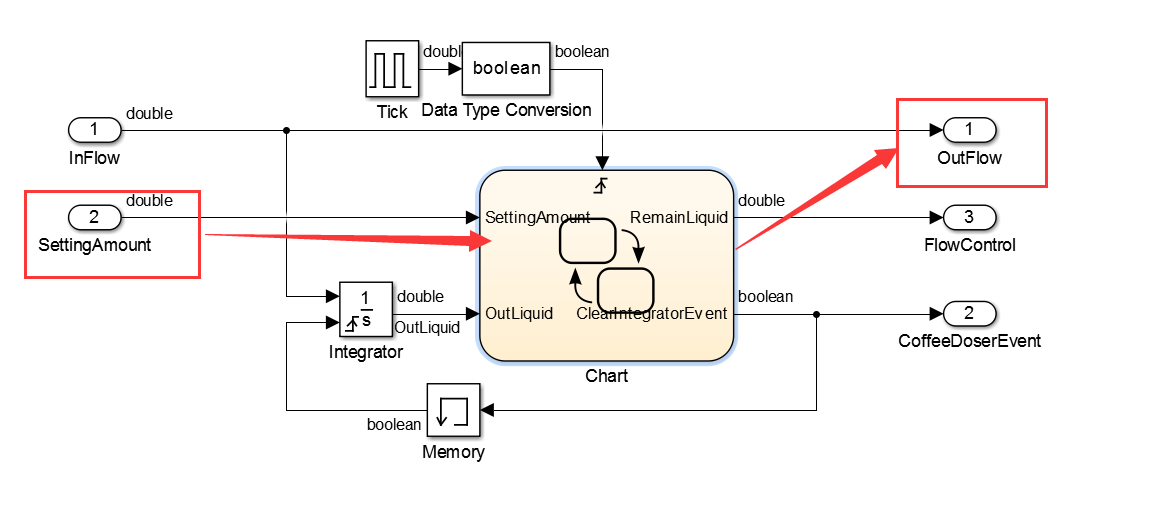 doubl
boolean
boolean
Tick
Data Type Conversion
double
1
InFlow
1
OutFlow
double
2
SettingAmount
SettingAmount
RemainLiquid
double
3
FlowControl
1
s
Integrator
double
OutLiquid
OutLiquid
ClearIntegratorEvent
boolean
2
CoffeeDoserEvent
Chart
boolean
Memory